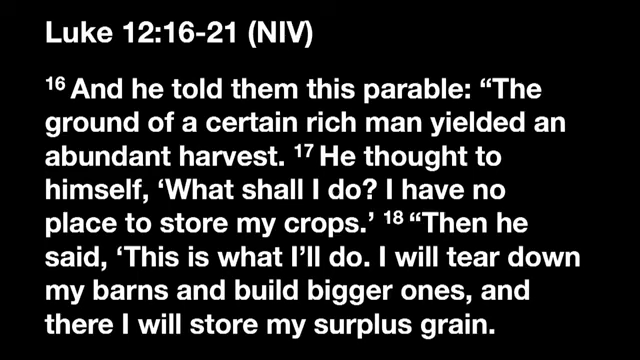 Luke 12:16-21 (NIV)
16 And he told them this parable: “The
ground of a certain rich man yielded an
abundant harvest. 17 He thought to
himself, ‘What shall I do? I have no
place to store my crops.’ 18 “Then he
said, ‘This is what I’ll do. I will tear down
my barns and build bigger ones, and
there I will store my surplus grain.